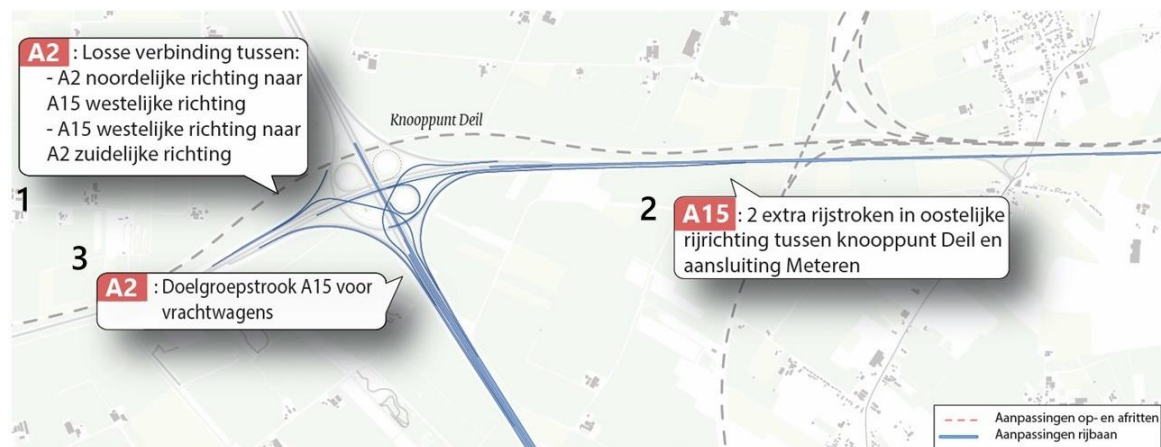 A2 : Losse verbinding tussen:
- A2 noordelijke richting naar
A15 westelijke richting
- A15 westelijke richting naar
A2 zuidelijke richting
Knooppunt Deil
1
2
A15 : 2 extra rijstroken in oostelijke
rijrichting tussen knooppunt Deil en
aansluiting Meteren
3
A2 : Doelgroepstrook A15 voor
vrachtwagens
Aanpassingen op- en afritten
Aanpassingen rijbaan